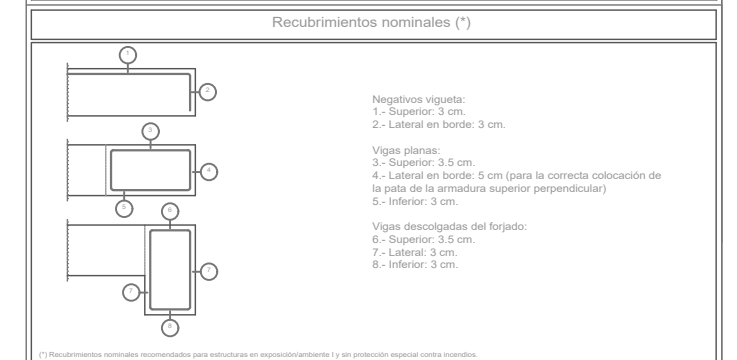 Recubrimientos nominales (*)
1
2
3
4
5
6
7
7
8
Negativos vigueta:
1.- Superior: 3 cm.
2.- Lateral en borde: 3 cm.
Vigas planas:
3.- Superior: 3.5 cm.
4.- Lateral en borde: 5 cm (para la correcta colocación de
la pata de la armadura superior perpendicular)
5.- Inferior: 3 cm.
Vigas descolgadas del forjado:
6.- Superior: 3.5 cm.
7.- Lateral: 3 cm.
8.- Inferior: 3 cm.
(*) Recubrimientos nominales recomendados para estructuras en exposición/ambiente I y sin protección especial contra incendios.